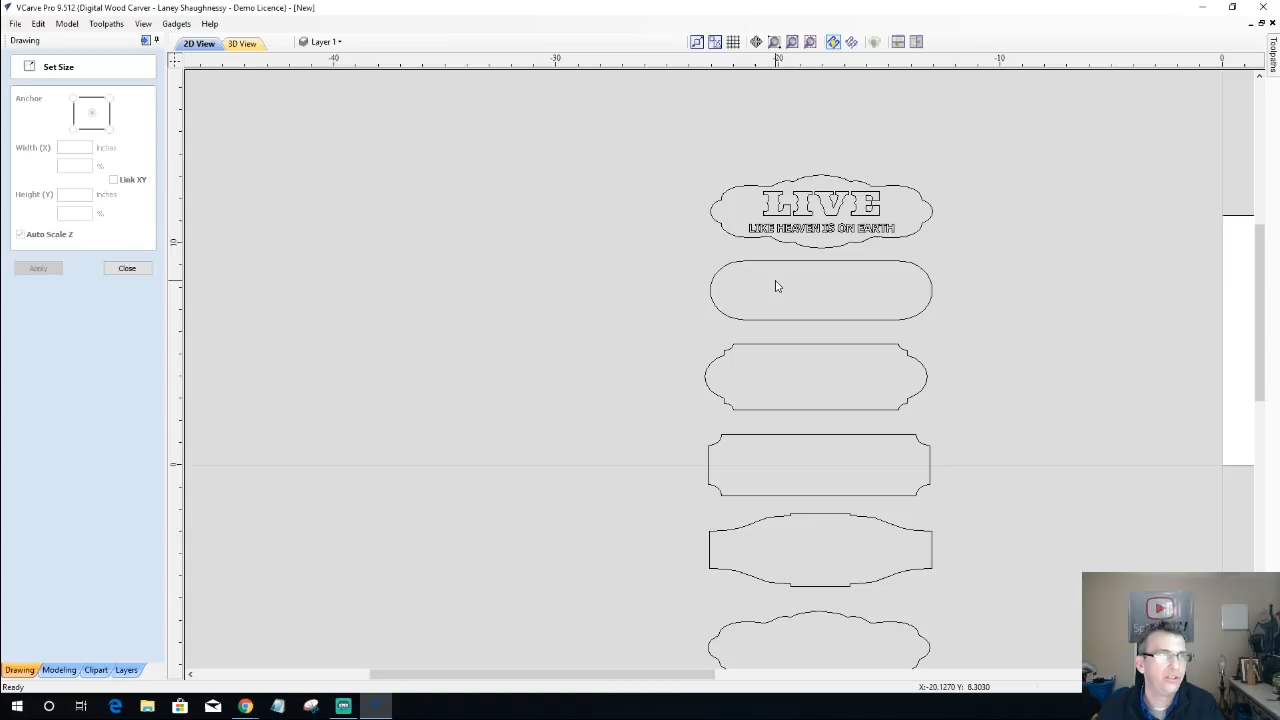 VCarve Pro 9.512 {Digital Wood Carver - Laney Shaughnessy - Demo Licence} - [New]
File Edit Model Toolpaths View Gadgets Help
Drawing
2D View 3D View Layer 1
Toolpaths
Set Size
-40 -30 -20 -10
Anchor
Width (X) inches
%
Link XY
Height (Y) inches
%
Auto Scale Z
Apply Close
LIVE
LIKE HEAVEN IS ON EARTH
10
0
Drawing Modeling Clipart Layers
Ready
X:-20.1270 Y: 8.3030